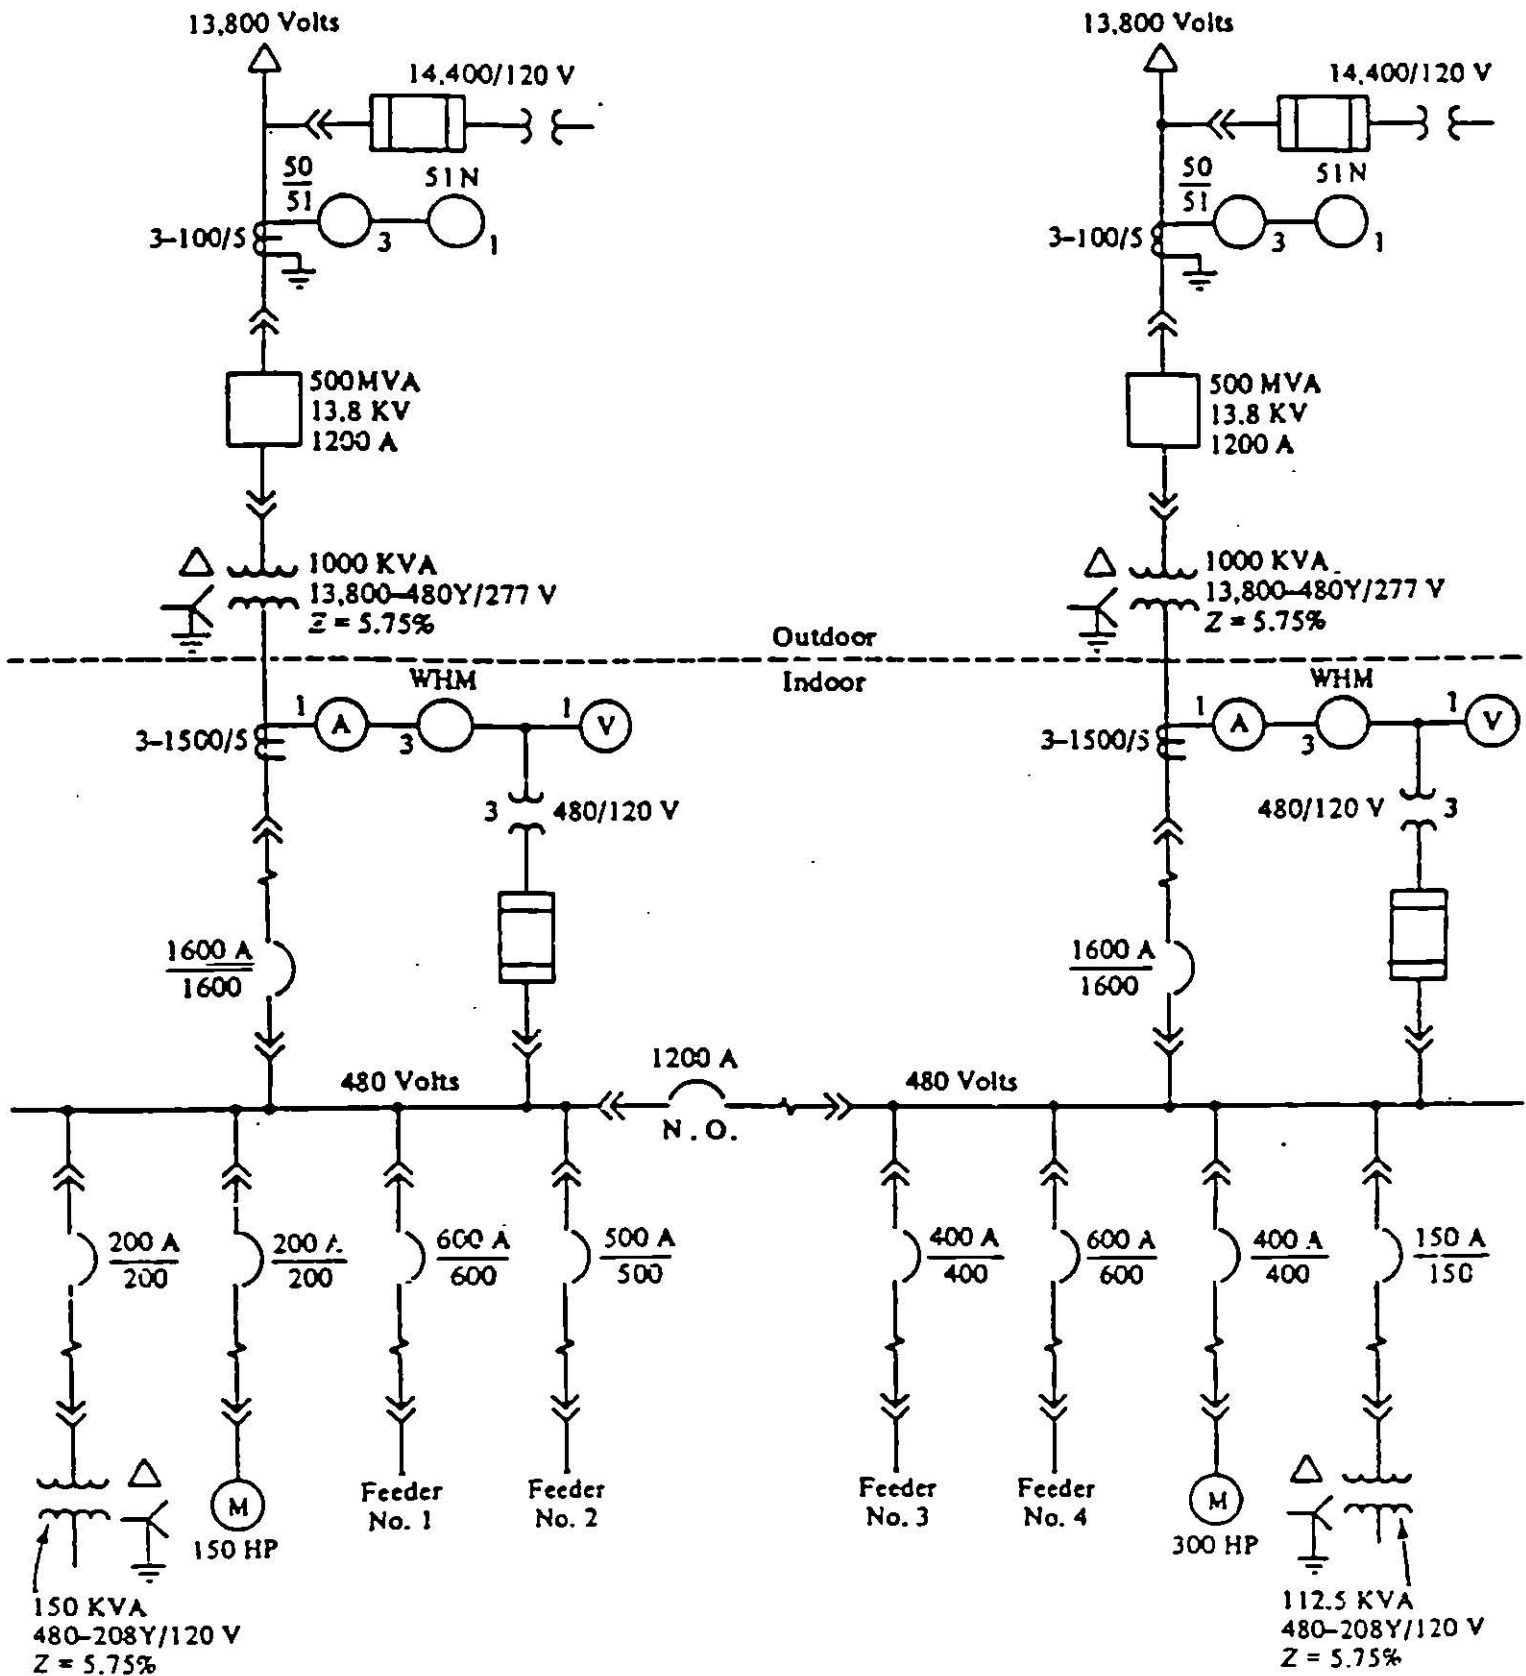 13,800 Volts
13,800 Volts
14,400/120 V
14,400/120 V
50
51
51N
3
1
3-100/5
50
51
51N
3
1
3-100/5
500MVA
13.8 KV
1200 A
500 MVA
13.8 KV
1200 A
1000 KVA
13,800-480Y/277 V
Z = 5.75%
1000 KVA
13,800-480Y/277 V
Z = 5.75%
Outdoor
Indoor
WHM
1
A
3
1
V
3-1500/5
WHM
1
A
3
1
V
3-1500/5
3
480/120 V
480/120 V
3
1600 A
1600
1600 A
1600
480 Volts
1200 A
N.O.
480 Volts
200 A
200
200 A
200
600 A
600
500 A
500
400 A
400
600 A
600
400 A
400
150 A
150
M
150 HP
Feeder
No. 1
Feeder
No. 2
Feeder
No. 3
Feeder
No. 4
M
300 HP
150 KVA
480-208Y/120 V
Z = 5.75%
112.5 KVA
480-208Y/120 V
Z = 5.75%